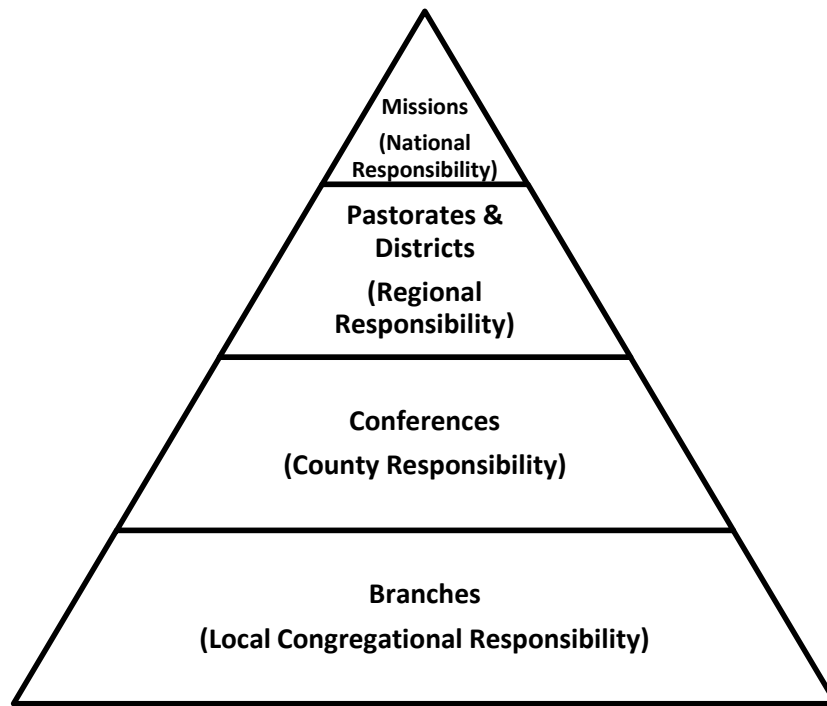 Missions
(National
Responsibility)
Pastorates &
Districts
(Regional
Responsibility)
Conferences
(County Responsibility)
Branches
(Local Congregational Responsibility)